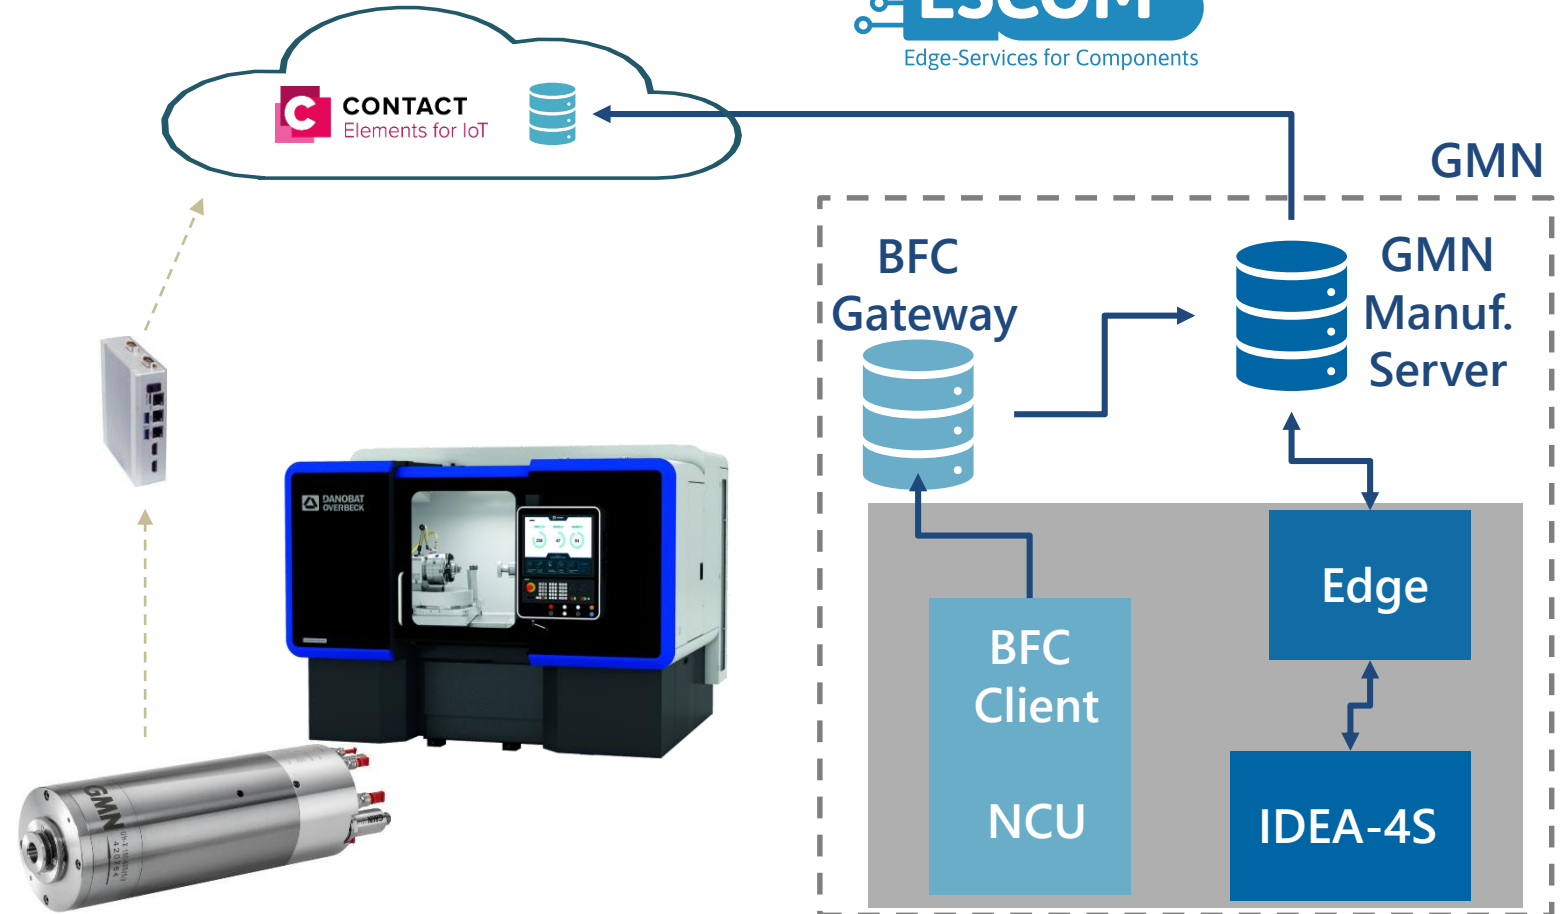 ESCOM
Edge-Services for Components
CONTACT
Elements for IoT
GMN
BFC
Gateway
GMN
Manuf.
Server
DANOBAT
OVERBECK
Edge
BFC
Client
NCU
IDEA-4S
GMN